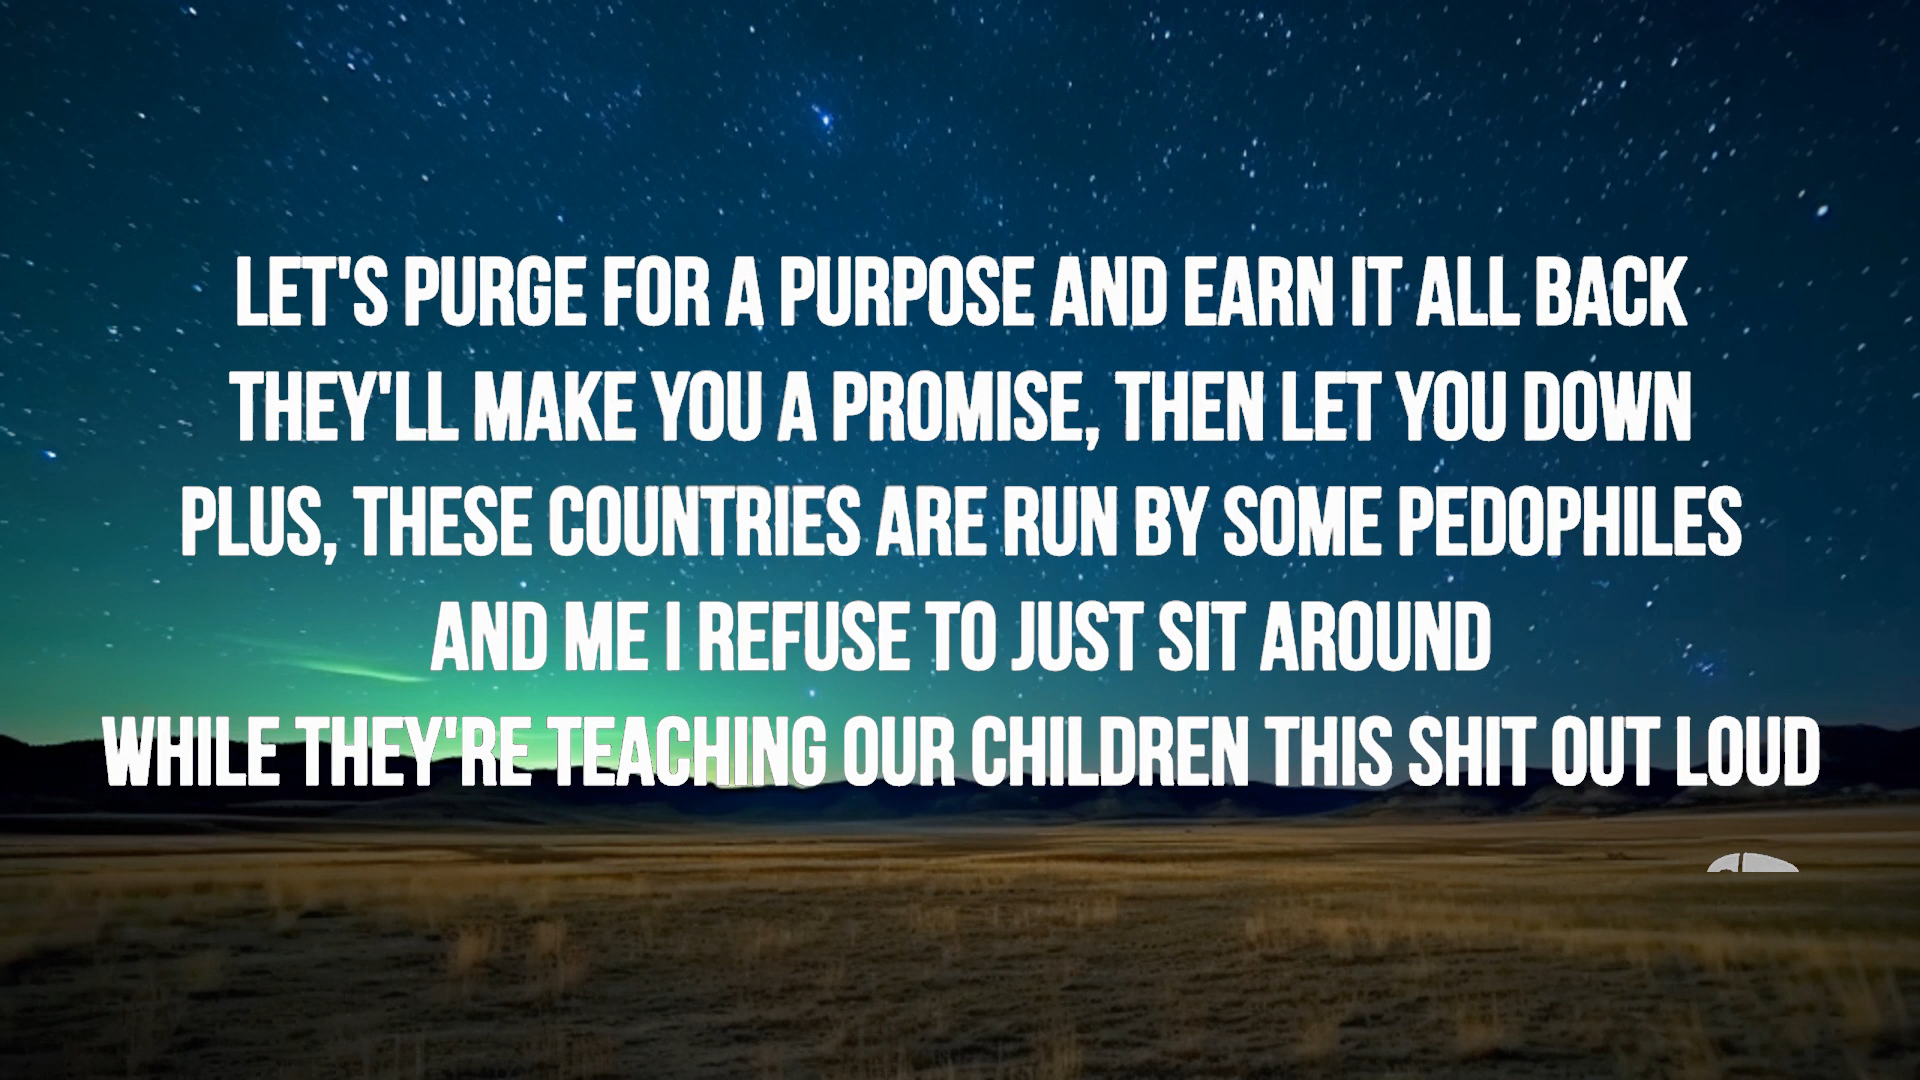 LET'S PURGE FOR A PURPOSE AND EARN IT ALL BACK
THEY'LL MAKE YOU A PROMISE, THEN LET YOU DOWN
PLUS, THESE COUNTRIES ARE RUN BY SOME PEDOPHILES
AND ME I REFUSE TO JUST SIT AROUND
WHILE THEY'RE TEACHING OUR CHILDREN THIS SHIT OUT LOUD